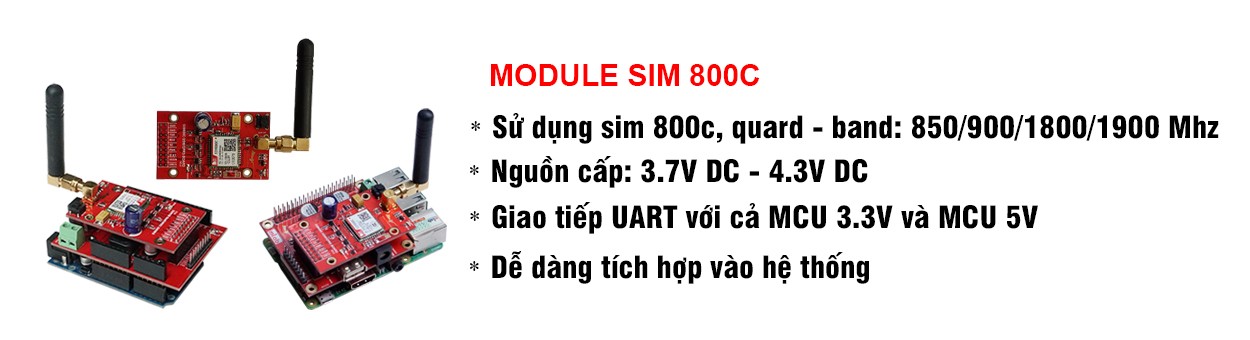 MODULE SIM 800C
* Sử dụng sim 800c, quard - band: 850/900/1800/1900 Mhz
* Nguồn cấp: 3.7V DC - 4.3V DC
* Giao tiếp UART với cả MCU 3.3V và MCU 5V
* Dễ dàng tích hợp vào hệ thống